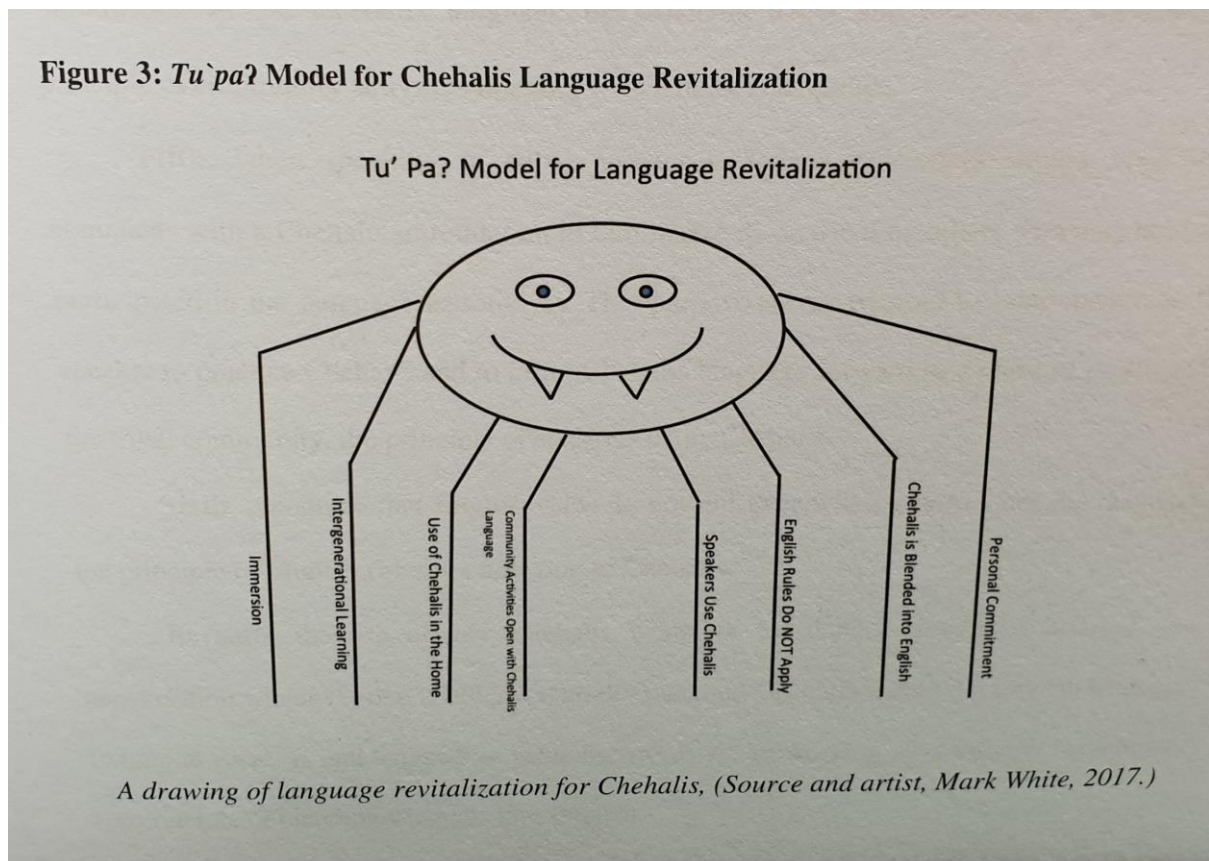 Figure 3: Tu`paʔ Model for Chehalis Language Revitalization
Tu’ Pa? Model for Language Revitalization
Immersion
Intergenerational Learning
Use of Chehalis in the Home
Community Activities Open with Chehalis
Language
Speakers Use Chehalis
English Rules Do NOT Apply
Chehalis is Blended into English
Personal Commitment
A drawing of language revitalization for Chehalis, (Source and artist, Mark White, 2017.)